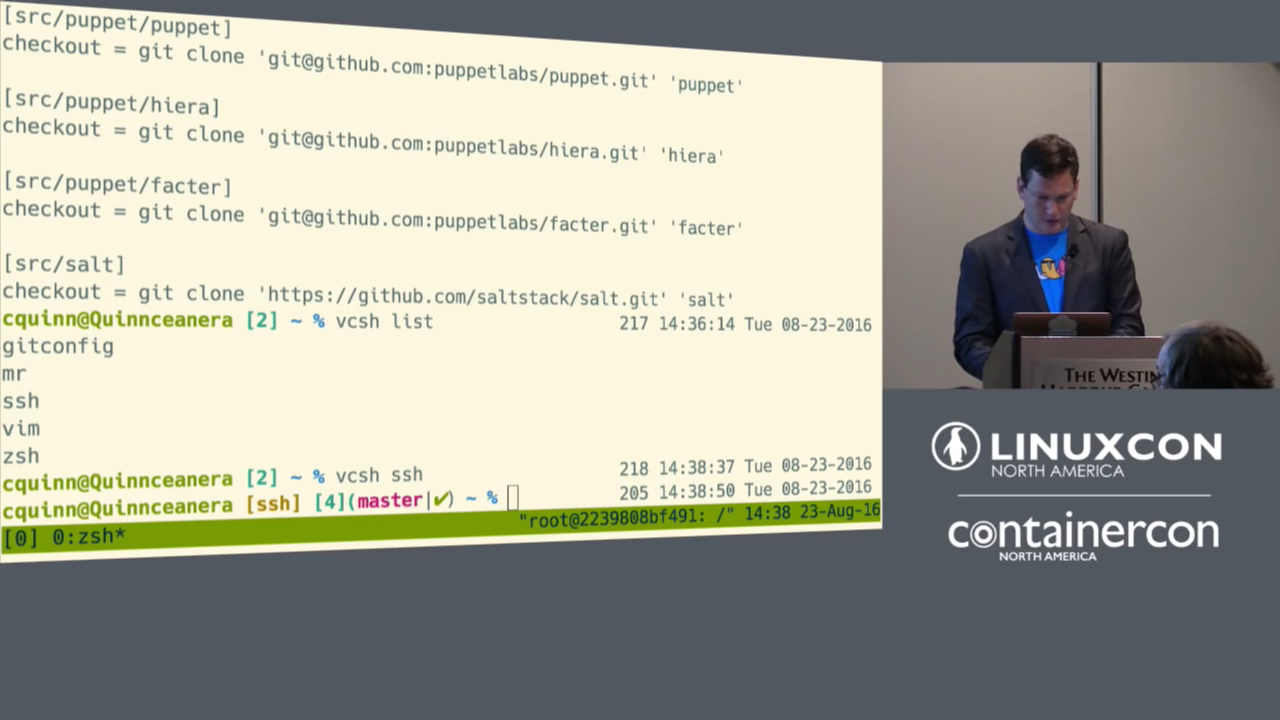 [src/puppet/puppet]
checkout = git clone 'git@github.com:puppetlabs/puppet.git' 'puppet'
[src/puppet/hiera]
checkout = git clone 'git@github.com:puppetlabs/hiera.git' 'hiera'
[src/puppet/facter]
checkout = git clone 'git@github.com:puppetlabs/facter.git' 'facter'
[src/salt]
checkout = git clone 'https://github.com/saltstack/salt.git' 'salt'
cquinn@Quinnceanera [2] ~ % vcsh list 217 14:36:14 Tue 08-23-2016
gitconfig
mr
ssh
vim
zsh
cquinn@Quinnceanera [2] ~ % vcsh ssh 218 14:38:37 Tue 08-23-2016
cquinn@Quinnceanera [ssh] [4](master|✔) ~ % 205 14:38:50 Tue 08-23-2016
[0] 0:zsh* "root@2239808bf491: /" 14:38 23-Aug-16
THE WESTIN
LINUXCON
NORTH AMERICA
containercon
NORTH AMERICA